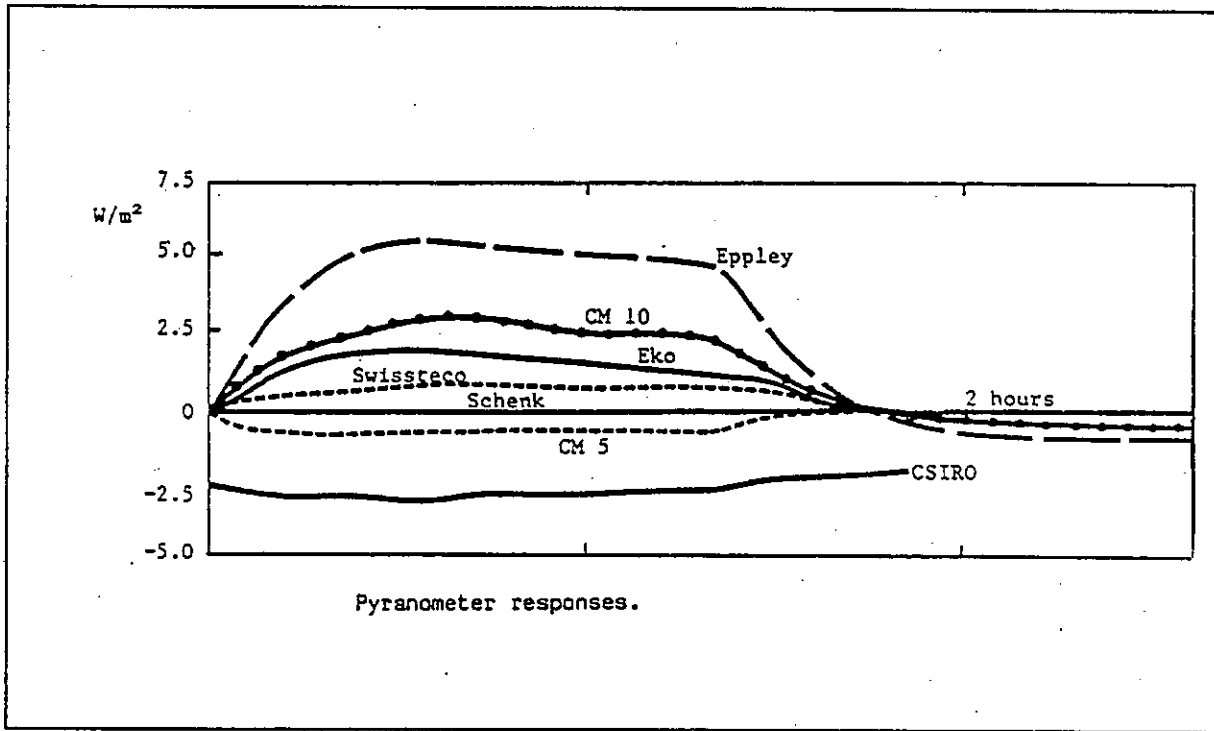 7.5
W/m²
5.0
Eppley
CM 10
2.5
Eko
Swissteco
Schenk
2 hours
0
CM 5
CSIRO
-2.5
-5.0
Pyranometer responses.